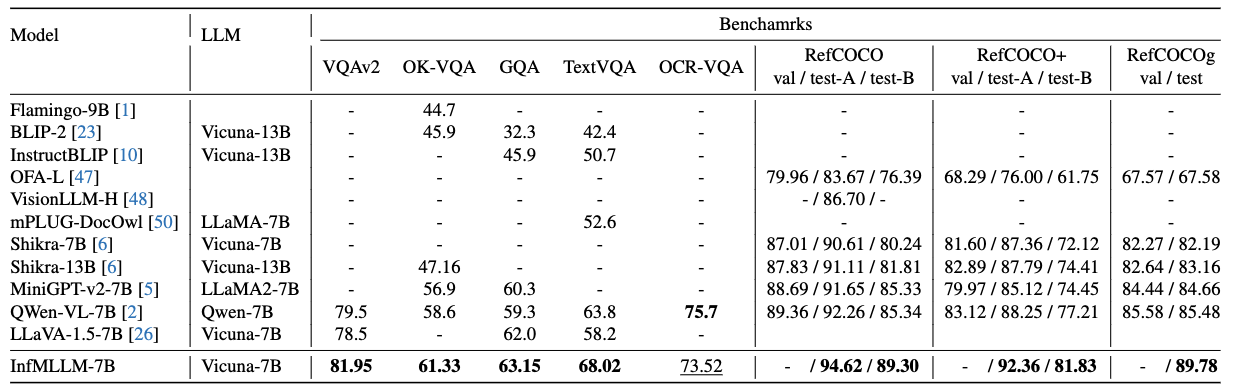 Model LLM Benchamrks
VQAv2 OK-VQA GQA TextVQA OCR-VQA RefCOCO val / test-A / test-B RefCOCO+ val / test-A / test-B RefCOCOg val / test
Flamingo-9B [1] - 44.7 - - - - - -
BLIP-2 [23] Vicuna-13B - 45.9 32.3 42.4 - - - -
InstructBLIP [10] Vicuna-13B - - 45.9 50.7 - - - -
OFA-L [47] - - - - - 79.96 / 83.67 / 76.39 68.29 / 76.00 / 61.75 67.57 / 67.58
VisionLLM-H [48] - - - - - - / 86.70 / - - -
mPLUG-DocOwl [50] LLaMA-7B - - - 52.6 - - - -
Shikra-7B [6] Vicuna-7B - - - - - 87.01 / 90.61 / 80.24 81.60 / 87.36 / 72.12 82.27 / 82.19
Shikra-13B [6] Vicuna-13B - 47.16 - - - 87.83 / 91.11 / 81.81 82.89 / 87.79 / 74.41 82.64 / 83.16
MiniGPT-v2-7B [5] LLaMA2-7B - 56.9 60.3 - - 88.69 / 91.65 / 85.33 79.97 / 85.12 / 74.45 84.44 / 84.66
QWen-VL-7B [2] Qwen-7B 79.5 58.6 59.3 63.8 75.7 89.36 / 92.26 / 85.34 83.12 / 88.25 / 77.21 85.58 / 85.48
LLaVA-1.5-7B [26] Vicuna-7B 78.5 - 62.0 58.2 - - - -
InfMLLM-7B Vicuna-7B 81.95 61.33 63.15 68.02 73.52 - / 94.62 / 89.30 - / 92.36 / 81.83 - / 89.78